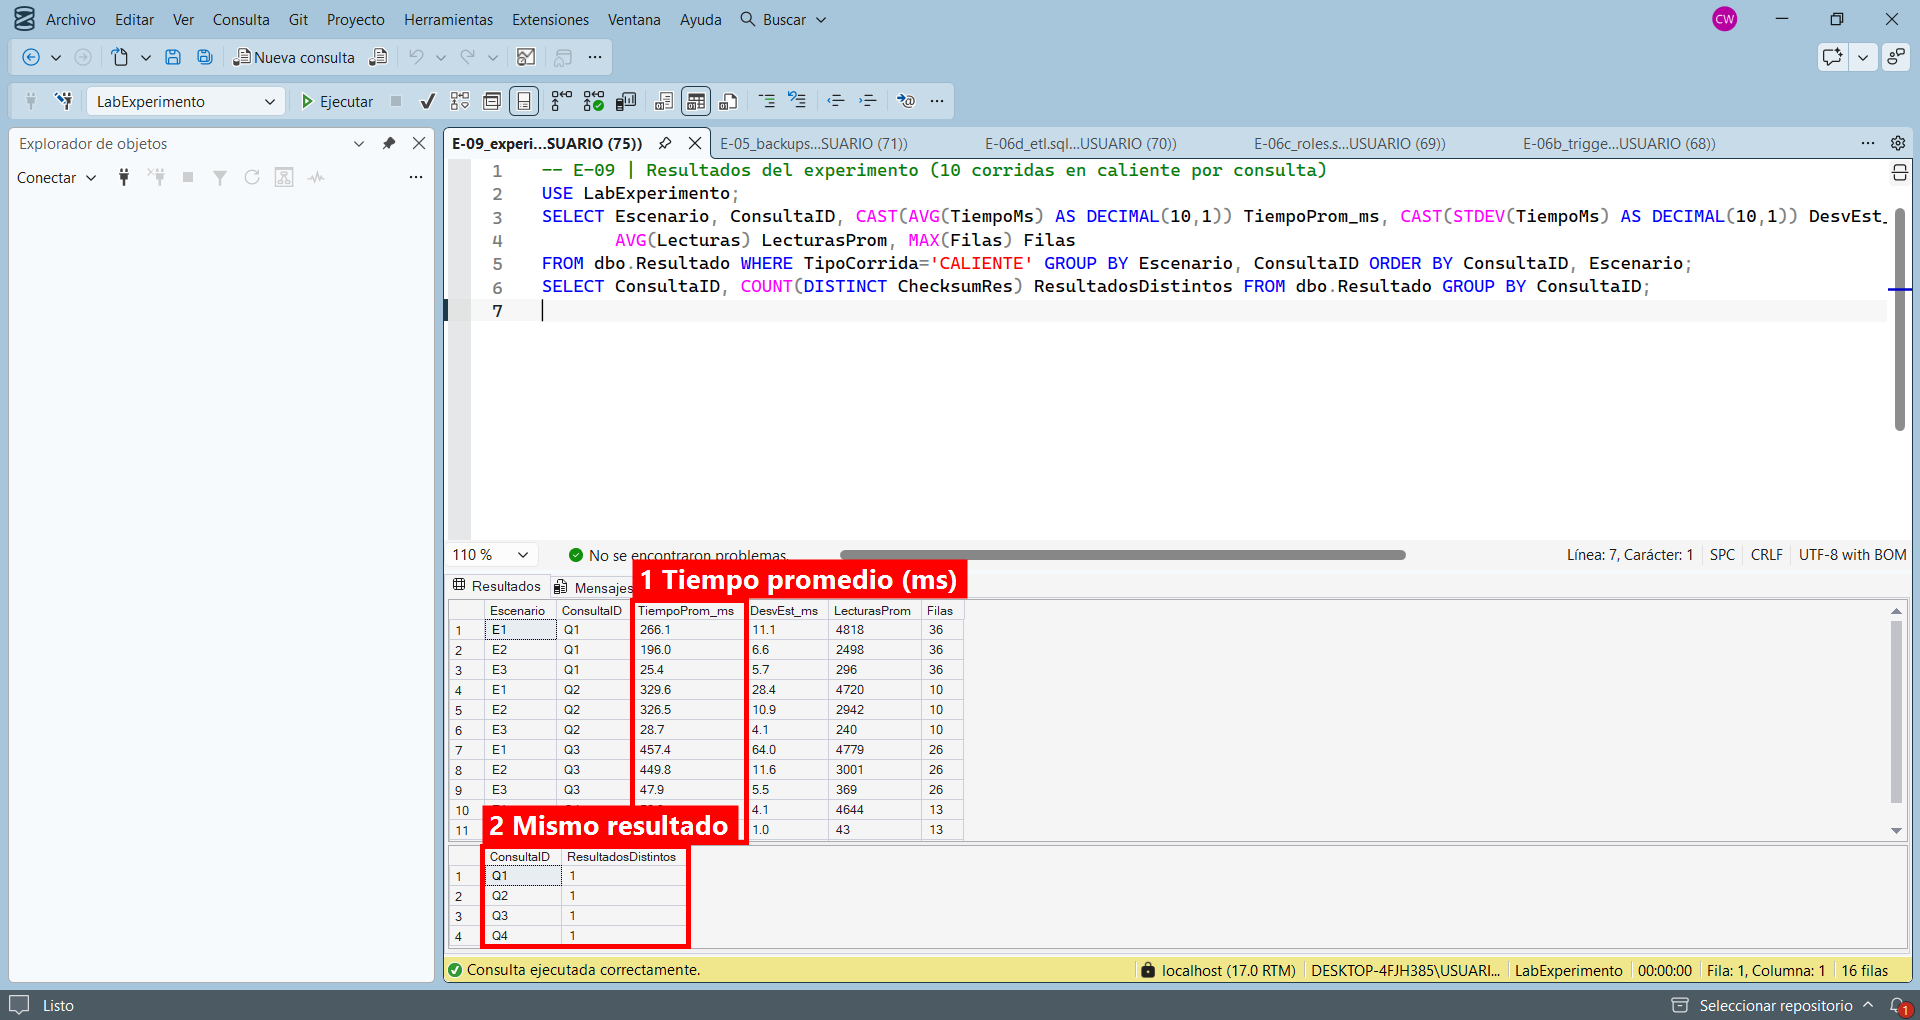 Archivo Editar Ver Consulta Git Proyecto Herramientas Extensiones Ventana Ayuda Buscar CW
Nueva consulta
LabExperimento Ejecutar
Explorador de objetos
Conectar
E-09_experi...SUARIO (75)) E-05_backups...SUARIO (71)) E-06d_etl.sql...USUARIO (70)) E-06c_roles.s...USUARIO (69)) E-06b_trigge...USUARIO (68))
1 -- E-09 | Resultados del experimento (10 corridas en caliente por consulta)
2 USE LabExperimento;
3 SELECT Escenario, ConsultaID, CAST(AVG(TiempoMs) AS DECIMAL(10,1)) TiempoProm_ms, CAST(STDEV(TiempoMs) AS DECIMAL(10,1)) DesvEst_
4 AVG(Lecturas) LecturasProm, MAX(Filas) Filas
5 FROM dbo.Resultado WHERE TipoCorrida='CALIENTE' GROUP BY Escenario, ConsultaID ORDER BY ConsultaID, Escenario;
6 SELECT ConsultaID, COUNT(DISTINCT ChecksumRes) ResultadosDistintos FROM dbo.Resultado GROUP BY ConsultaID;
7
110 % No se encontraron problemas. Línea: 7, Carácter: 1 SPC CRLF UTF-8 with BOM
Resultados Mensajes
1 Tiempo promedio (ms)
Escenario ConsultaID TiempoProm_ms DesvEst_ms LecturasProm Filas
1 E1 Q1 266.1 11.1 4818 36
2 E2 Q1 196.0 6.6 2498 36
3 E3 Q1 25.4 5.7 296 36
4 E1 Q2 329.6 28.4 4720 10
5 E2 Q2 326.5 10.9 2942 10
6 E3 Q2 28.7 4.1 240 10
7 E1 Q3 457.4 64.0 4779 26
8 E2 Q3 449.8 11.6 3001 26
9 E3 Q3 47.9 5.5 369 26
10 4.1 4644 13
11 1.0 43 13
2 Mismo resultado
ConsultaID ResultadosDistintos
1 Q1 1
2 Q2 1
3 Q3 1
4 Q4 1
Consulta ejecutada correctamente. localhost (17.0 RTM) DESKTOP-4FJH385\USUARI... LabExperimento 00:00:00 Fila: 1, Columna: 1 16 filas
Listo Seleccionar repositorio 1